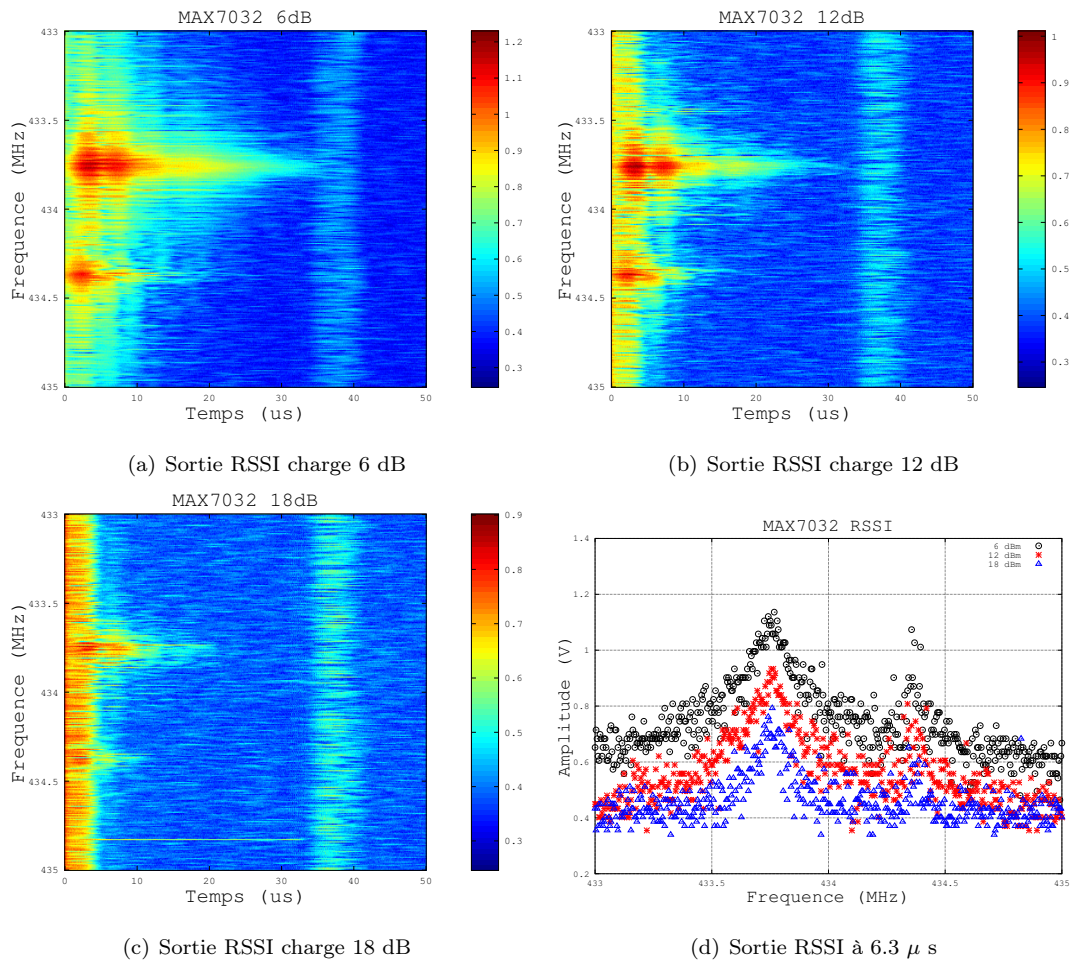 MAX7032 6dB
433
433.5
434
434.5
435
Frequence (MHz)
0 10 20 30 40 50
Temps (us)
1.2
1.1
1
0.9
0.8
0.7
0.6
0.5
0.4
0.3
(a) Sortie RSSI charge 6 dB
MAX7032 12dB
433
433.5
434
434.5
435
Frequence (MHz)
0 10 20 30 40 50
Temps (us)
1
0.9
0.8
0.7
0.6
0.5
0.4
0.3
(b) Sortie RSSI charge 12 dB
MAX7032 18dB
433
433.5
434
434.5
435
Frequence (MHz)
0 10 20 30 40 50
Temps (us)
0.9
0.8
0.7
0.6
0.5
0.4
0.3
(c) Sortie RSSI charge 18 dB
MAX7032 RSSI
1.4
1.2
1
0.8
0.6
0.4
0.2
Amplitude (V)
6 dBm
12 dBm
18 dBm
433 433.5 434 434.5 435
Frequence (MHz)
(d) Sortie RSSI à 6.3 μ s